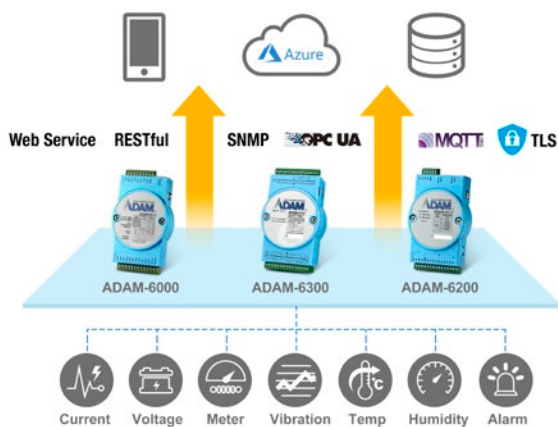 Azure
Web Service RESTful SNMP OPC UA MQTT TLS
ADAM ADAM ADAM
ADAM-6000 ADAM-6300 ADAM-6200
Current Voltage Meter Vibration Temp Humidity Alarm
°C